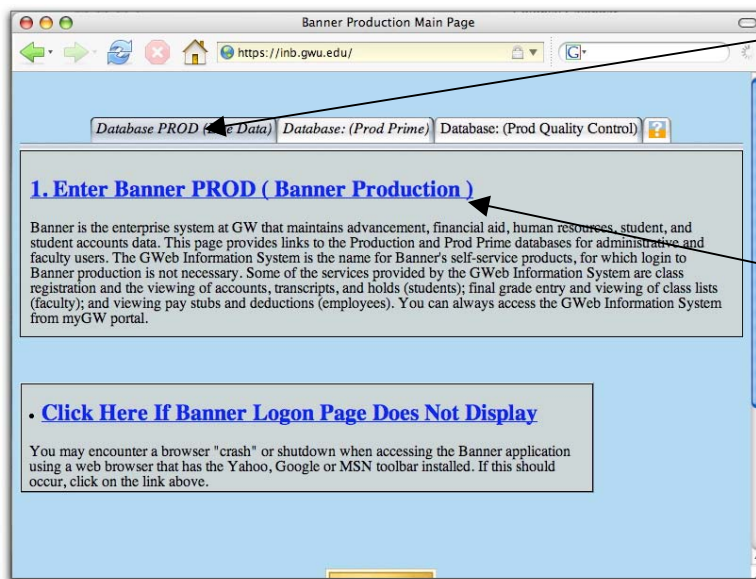 Banner Production Main Page
https://inb.gwu.edu/
G
Database PROD (Live Data) Database: (Prod Prime) Database: (Prod Quality Control) ?
1. Enter Banner PROD ( Banner Production )
Banner is the enterprise system at GW that maintains advancement, financial aid, human resources, student, and
student accounts data. This page provides links to the Production and Prod Prime databases for administrative and
faculty users. The GWeb Information System is the name for Banner's self-service products, for which login to
Banner production is not necessary. Some of the services provided by the GWeb Information System are class
registration and the viewing of accounts, transcripts, and holds (students); final grade entry and viewing of class lists
(faculty); and viewing pay stubs and deductions (employees). You can always access the GWeb Information System
from myGW portal.
• Click Here If Banner Logon Page Does Not Display
You may encounter a browser "crash" or shutdown when accessing the Banner application
using a web browser that has the Yahoo, Google or MSN toolbar installed. If this should
occur, click on the link above.